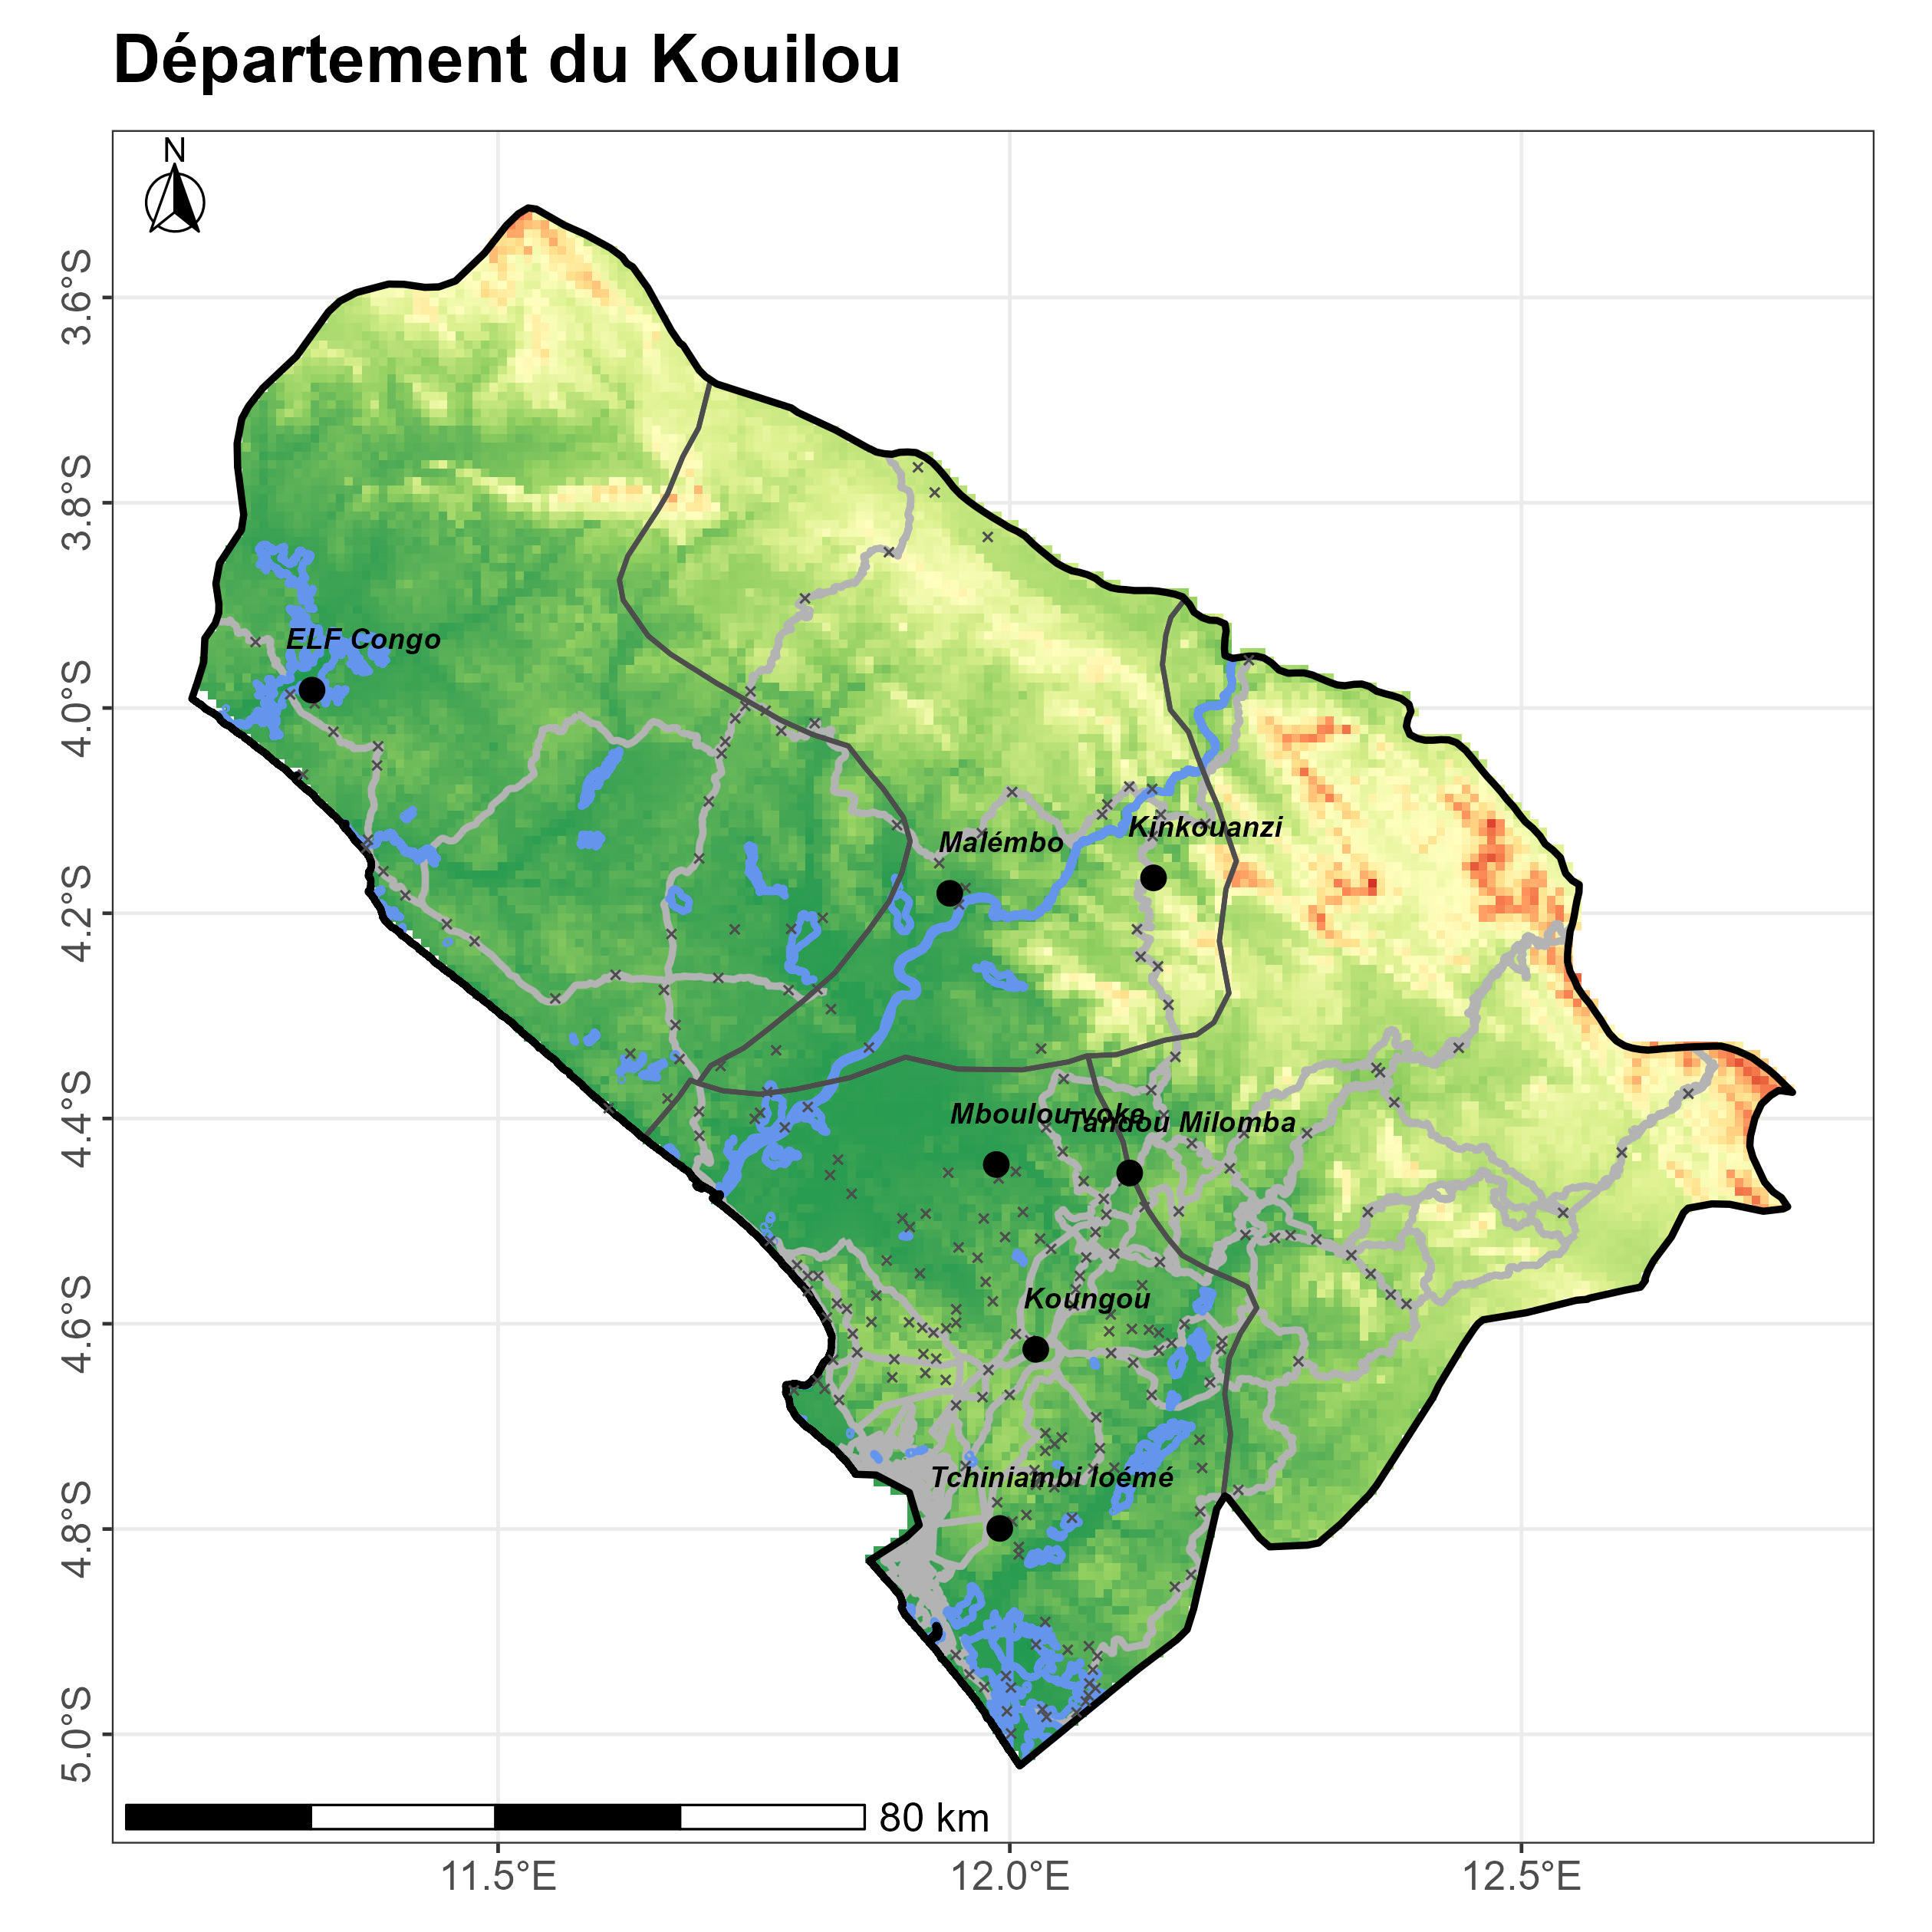 Département du Kouilou
N
3.6°S
3.8°S
4.0°S
4.2°S
4.4°S
4.6°S
4.8°S
5.0°S
ELF Congo
Kinkouanzi
Malémbo
Mboulou voke
Tandou Milomba
Koungou
Tchiniambi loémé
80 km
11.5°E
12.0°E
12.5°E